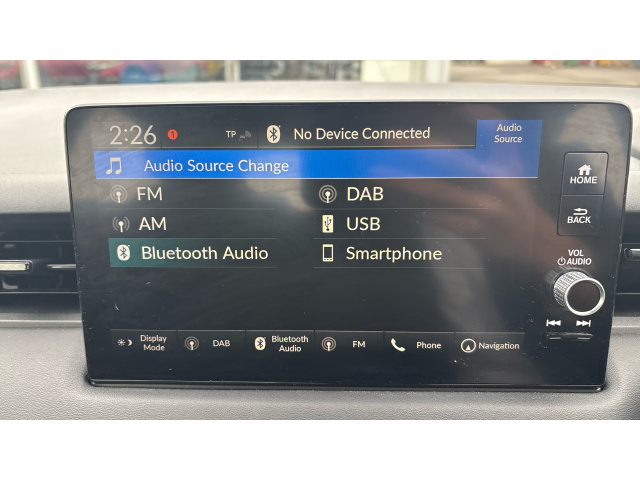 2:26 1 TP No Device Connected Audio Source
Audio Source Change
FM DAB
AM USB
Bluetooth Audio Smartphone
HOME
BACK
VOL
AUDIO
Display Mode DAB Bluetooth Audio FM Phone Navigation